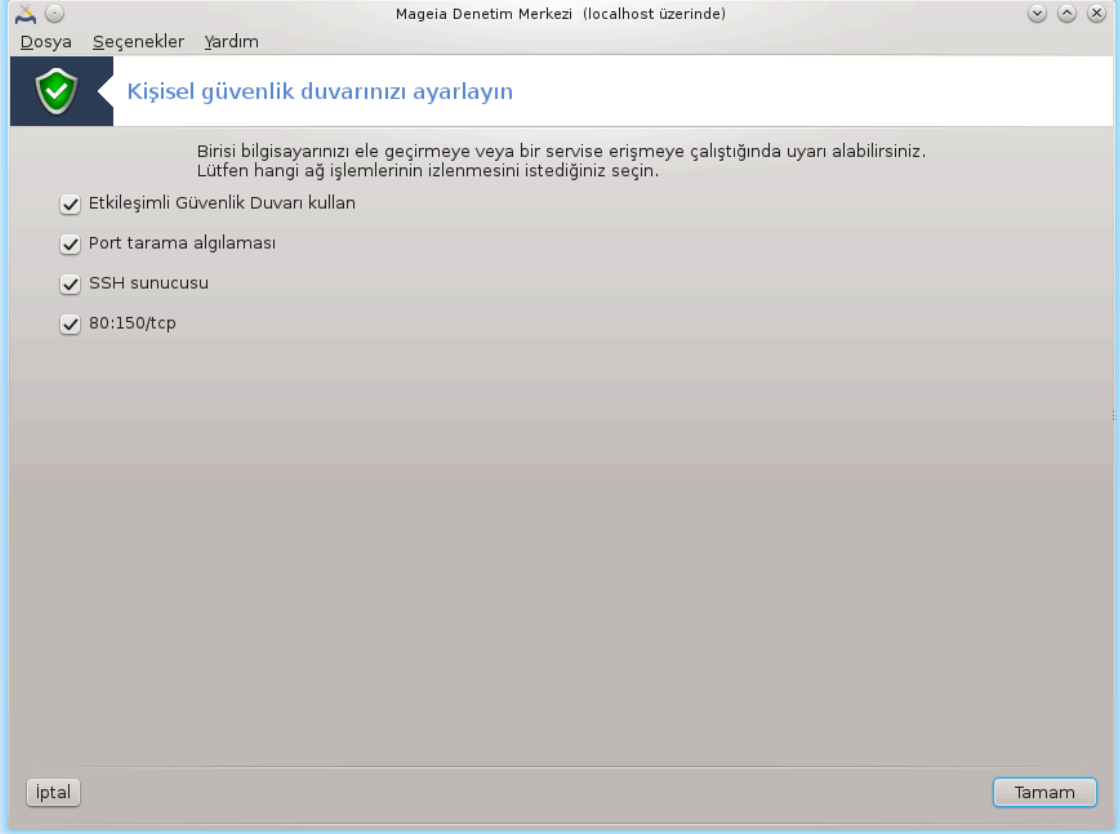 Mageia Denetim Merkezi (localhost üzerinde)
Dosya Seçenekler Yardım
Kişisel güvenlik duvarınızı ayarlayın
Birisi bilgisayarınızı ele geçirmeye veya bir servise erişmeye çalıştığında uyarı alabilirsiniz.
Lütfen hangi ağ işlemlerinin izlenmesini istediğiniz seçin.
Etkileşimli Güvenlik Duvarı kullan
Port tarama algılaması
SSH sunucusu
80:150/tcp
İptal Tamam